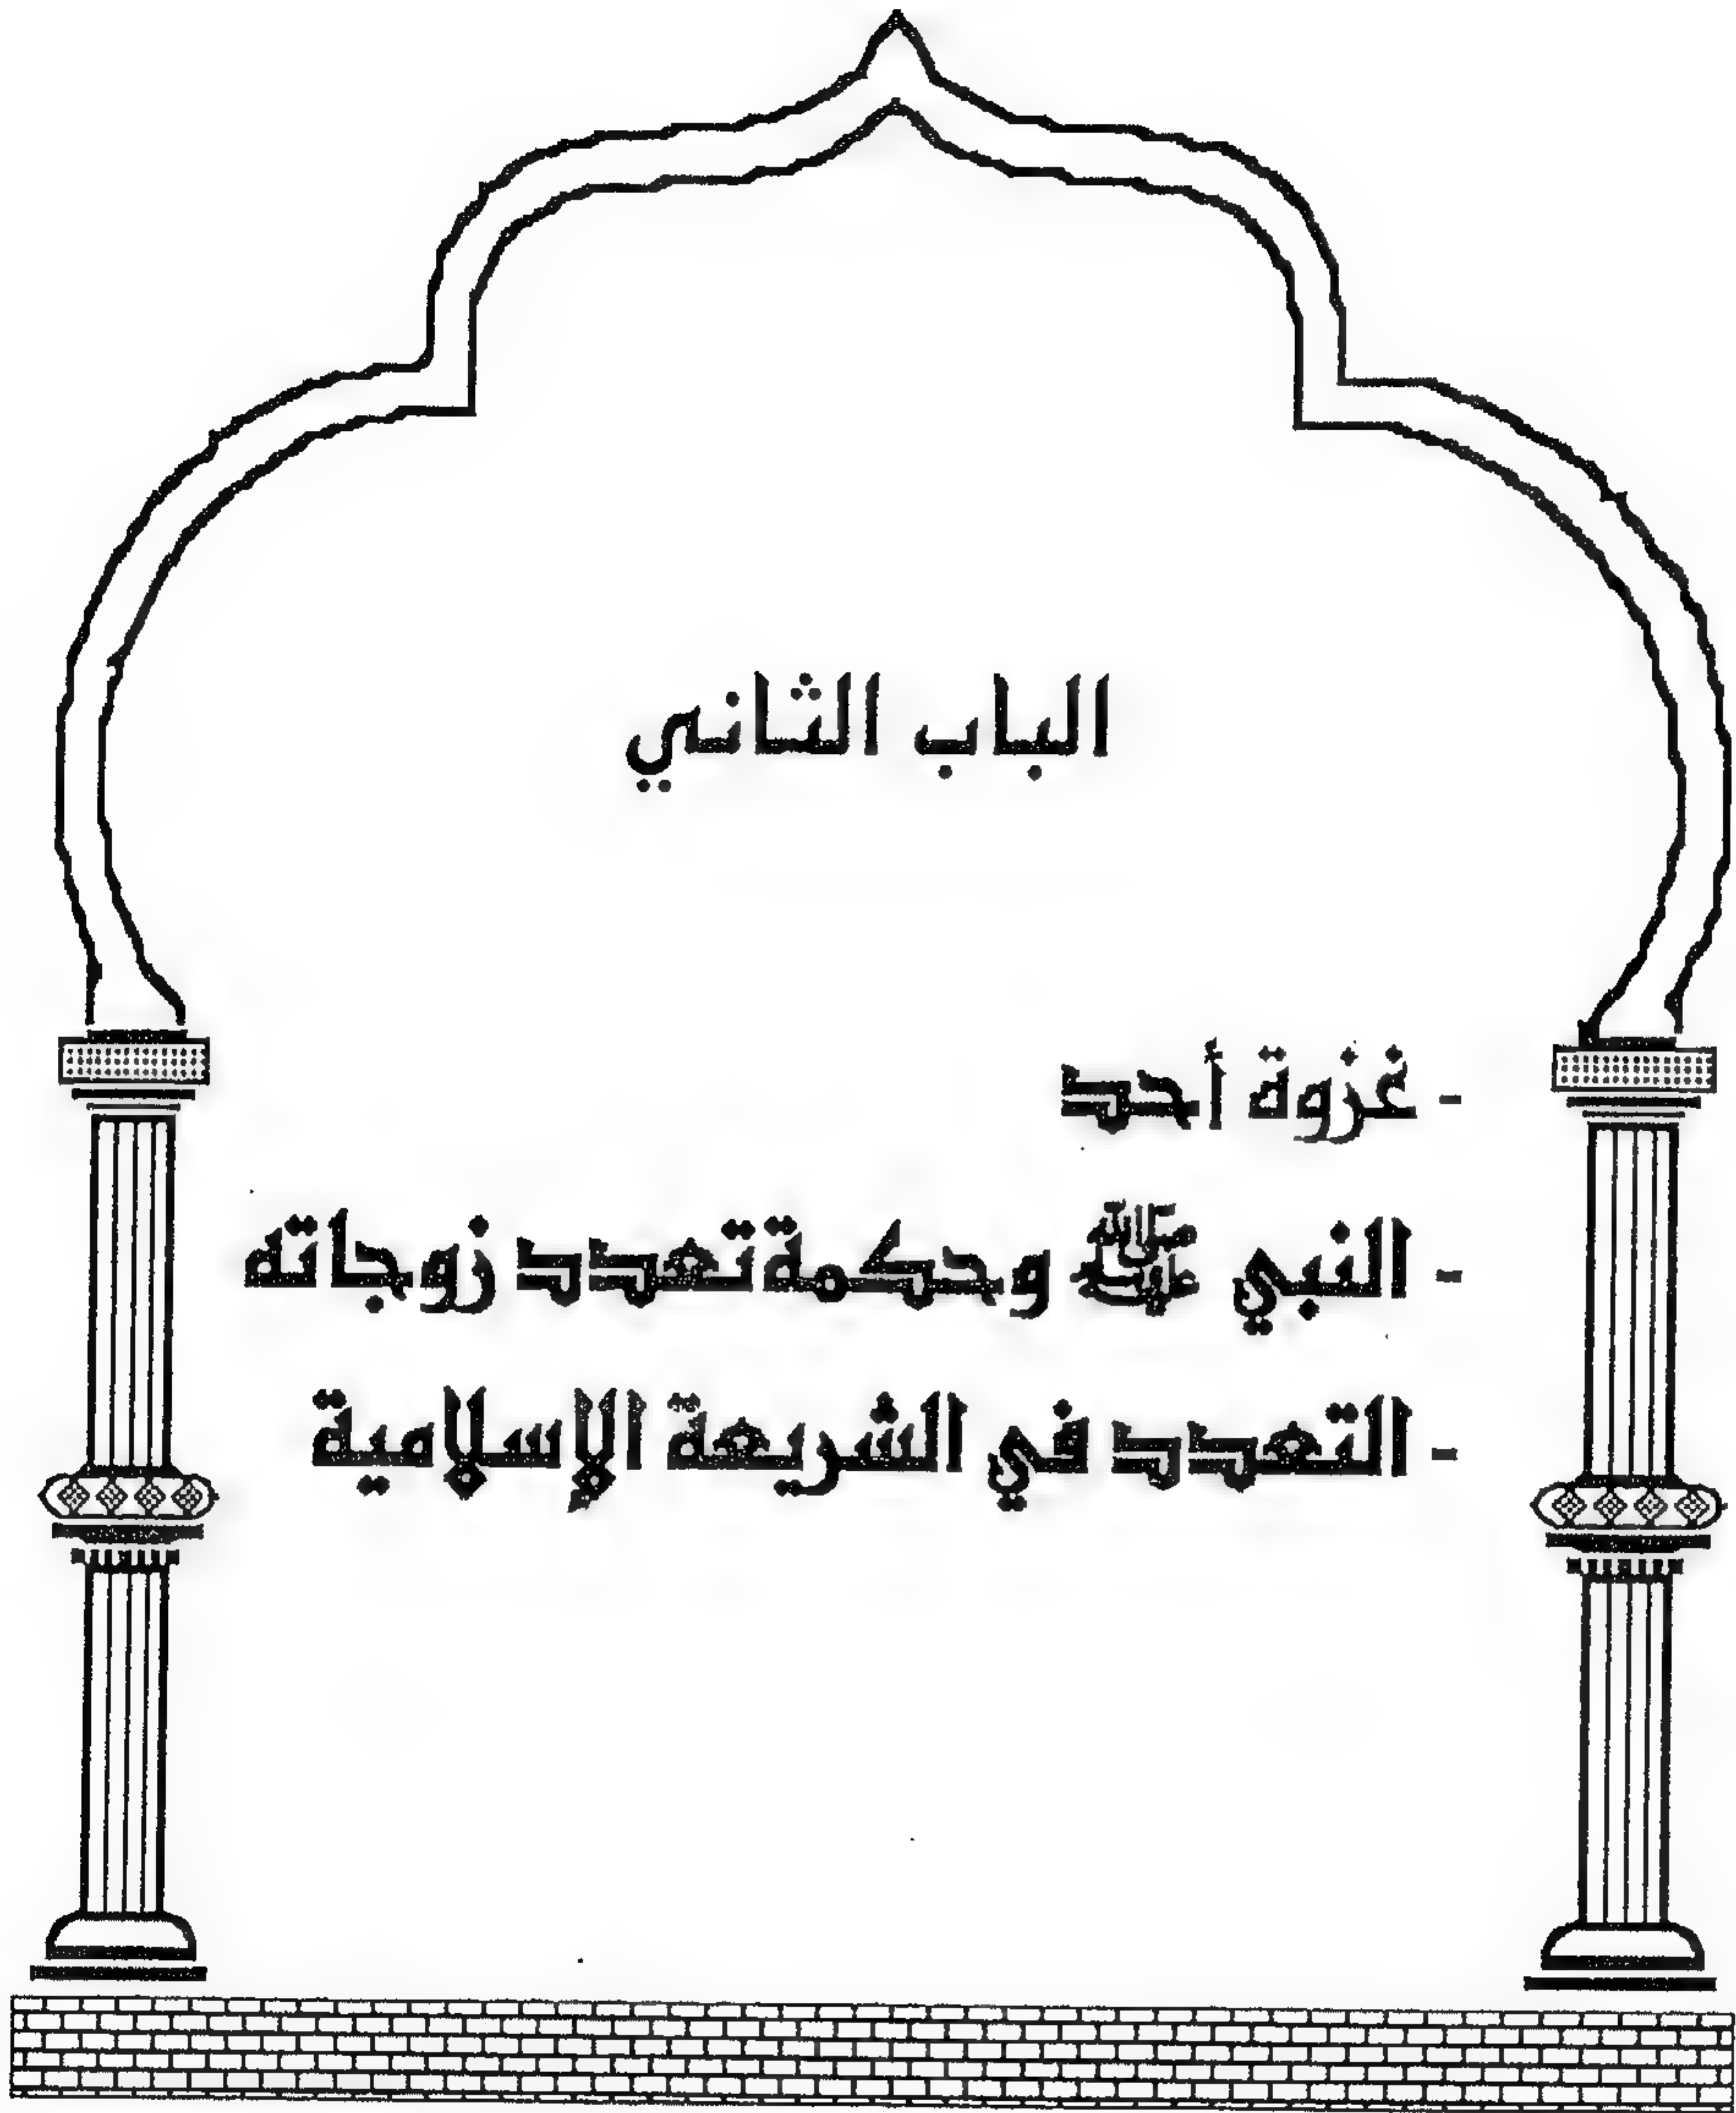 الباب الثاني
- غزوة أحد
- النبي ﷺ وحكمة تعدد زوجاته
- التعدد في الشريعة الإسلامية